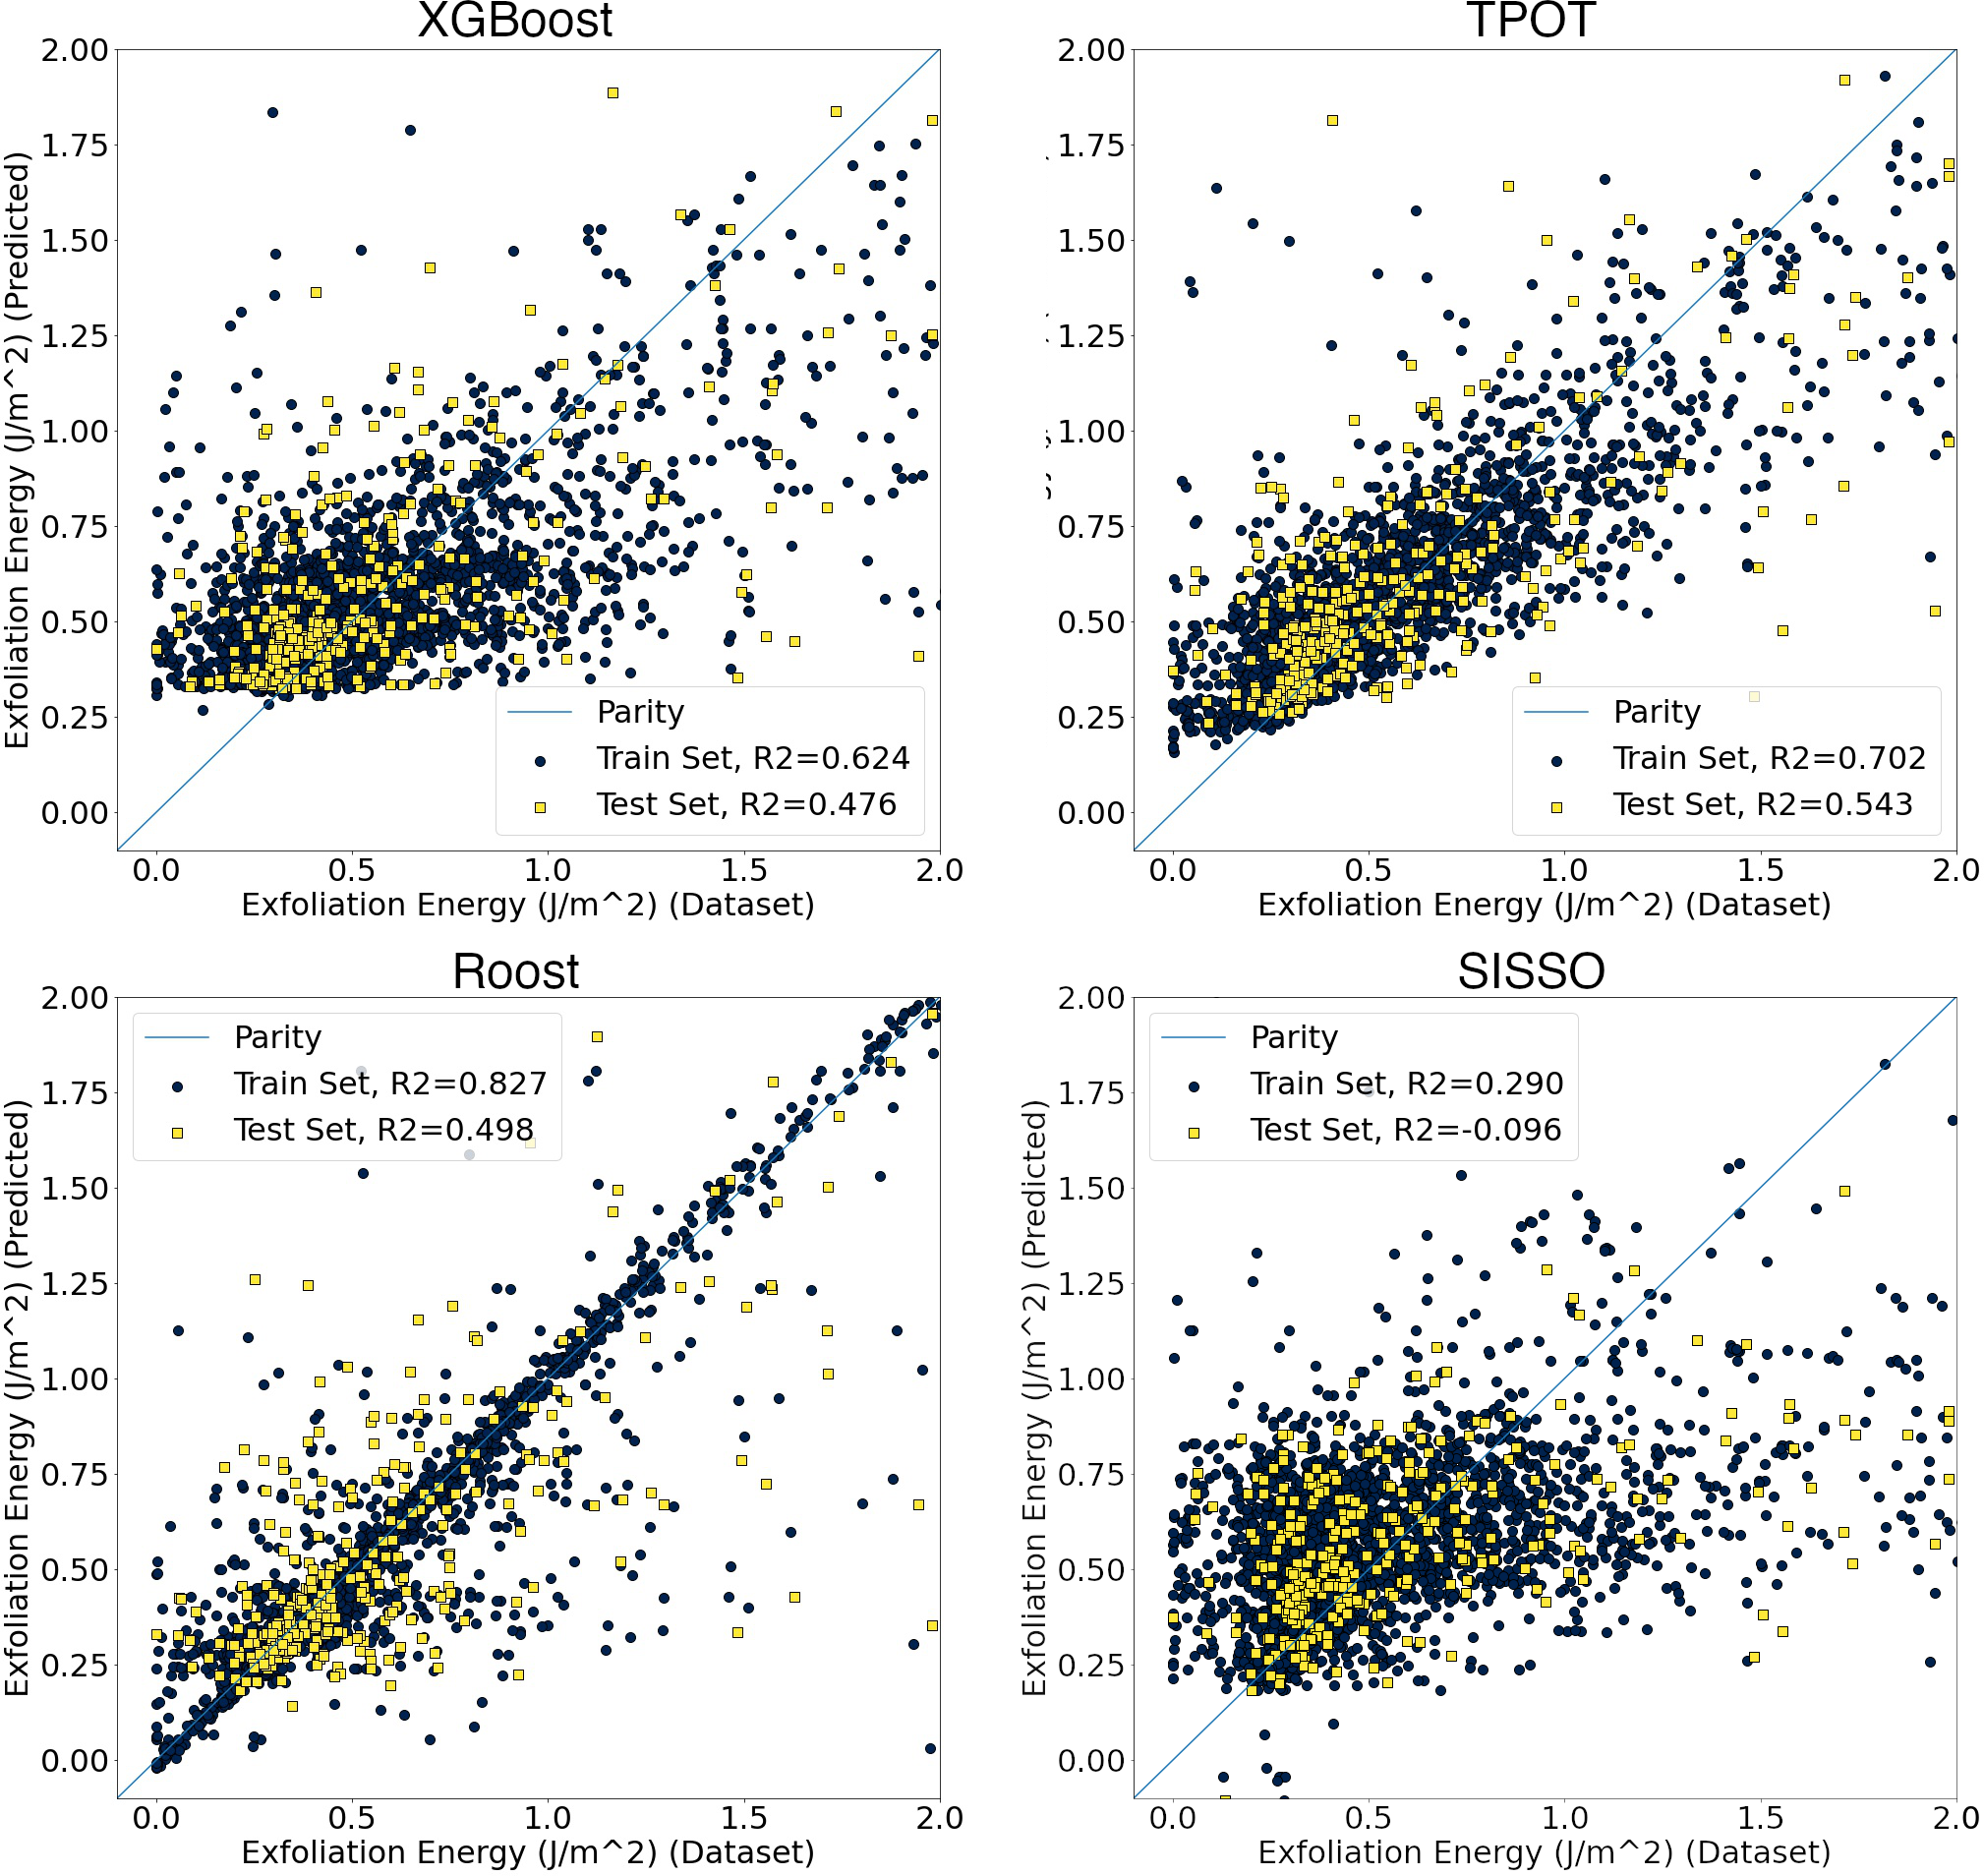 XGBoost
2.00
1.75
1.50
1.25
1.00
0.75
0.50
0.25
0.00
Exfoliation Energy (J/m^2) (Predicted)
Parity
Train Set, R2=0.624
Test Set, R2=0.476
0.0 0.5 1.0 1.5 2.0
Exfoliation Energy (J/m^2) (Dataset)
TPOT
2.00
1.75
1.50
1.25
1.00
0.75
0.50
0.25
0.00
Parity
Train Set, R2=0.702
Test Set, R2=0.543
0.0 0.5 1.0 1.5 2.0
Exfoliation Energy (J/m^2) (Dataset)
Roost
2.00
1.75
1.50
1.25
1.00
0.75
0.50
0.25
0.00
Exfoliation Energy (J/m^2) (Predicted)
Parity
Train Set, R2=0.827
Test Set, R2=0.498
0.0 0.5 1.0 1.5 2.0
Exfoliation Energy (J/m^2) (Dataset)
SISSO
2.00
1.75
1.50
1.25
1.00
0.75
0.50
0.25
0.00
Exfoliation Energy (J/m^2) (Predicted)
Parity
Train Set, R2=0.290
Test Set, R2=-0.096
0.0 0.5 1.0 1.5 2.0
Exfoliation Energy (J/m^2) (Dataset)